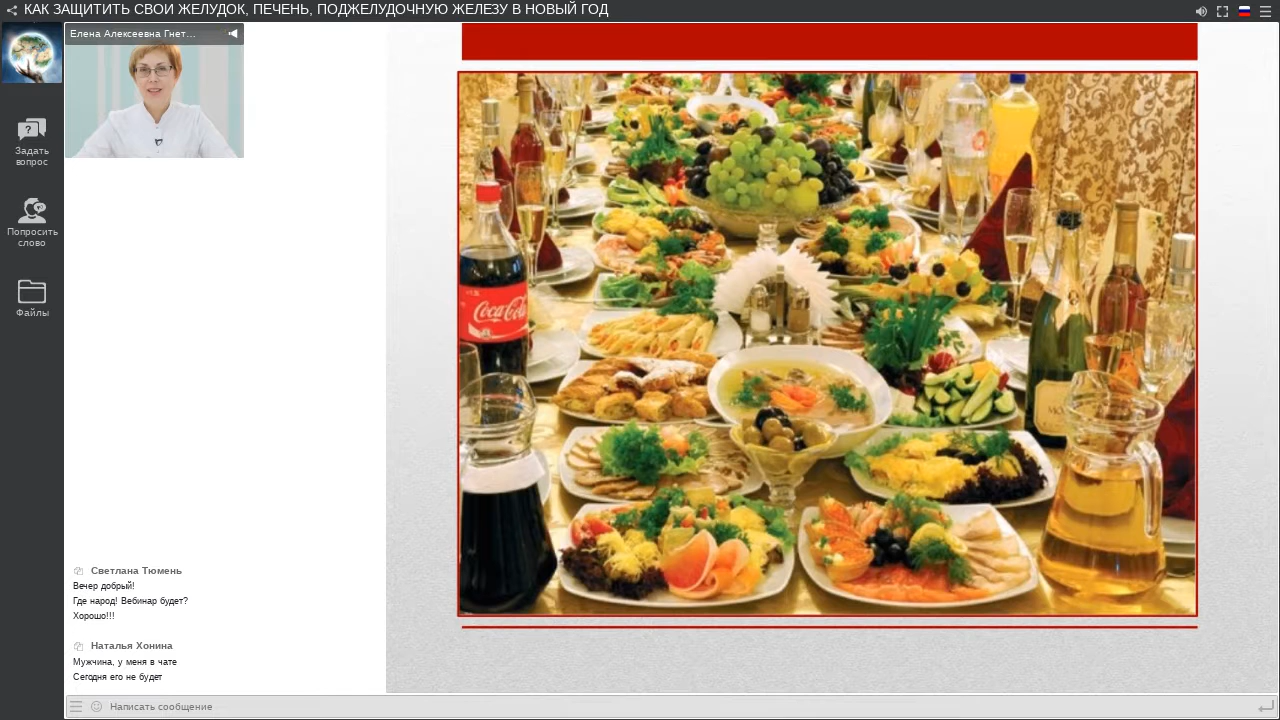 КАК ЗАЩИТИТЬ СВОИ ЖЕЛУДОК, ПЕЧЕНЬ, ПОДЖЕЛУДОЧНУЮ ЖЕЛЕЗУ В НОВЫЙ ГОД
Елена Алексеевна Гнет...
Задать
вопрос
Попросить
слово
Файлы
Coca-Cola
Светлана Тюмень
Вечер добрый!
Где народ! Вебинар будет?
Хорошо!!!
Наталья Хонина
Мужчина, у меня в чате
Сегодня его не будет
Написать сообщение